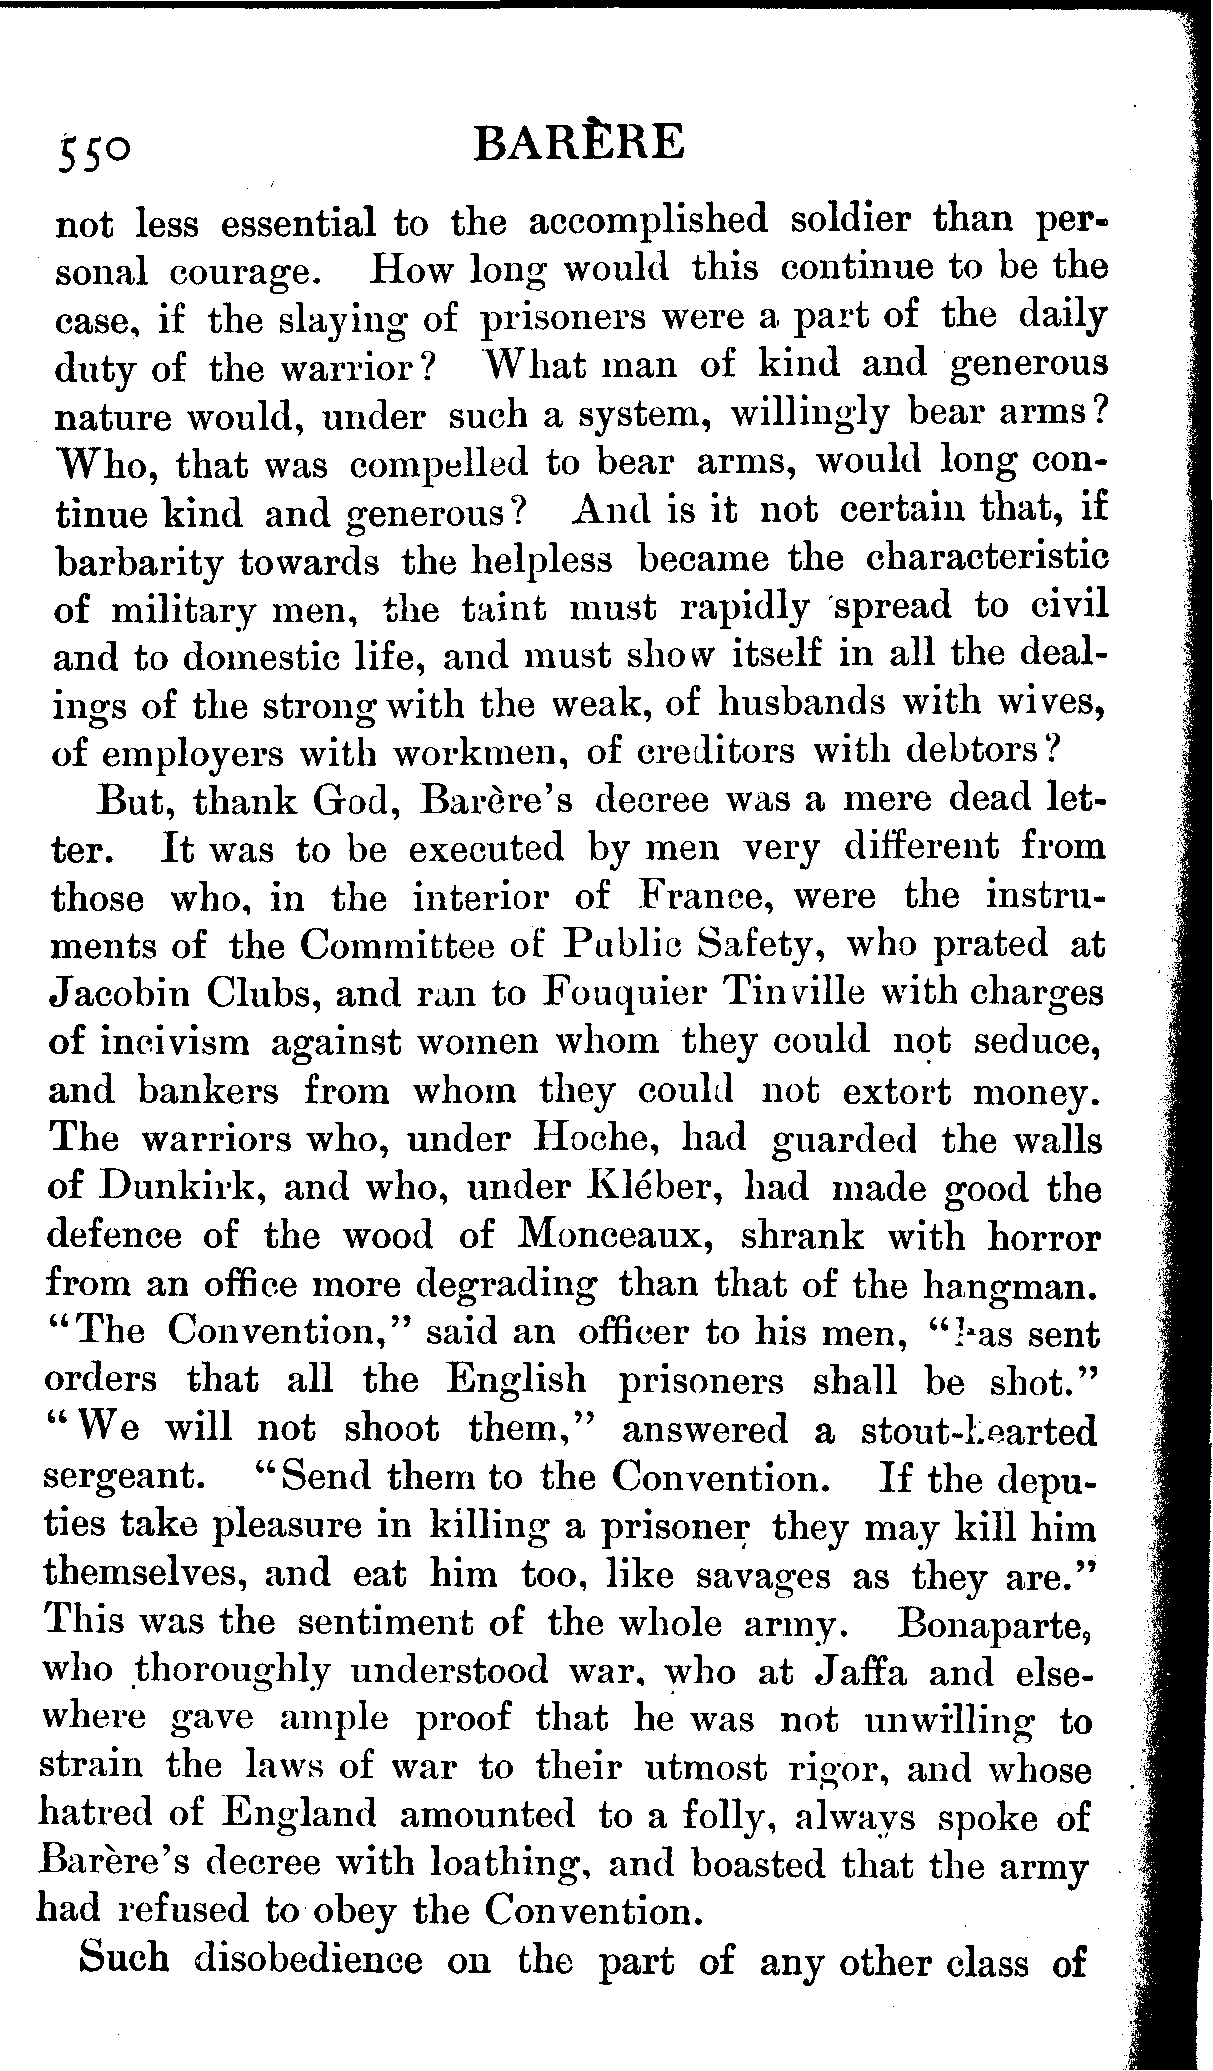 550 BARÈRE
not less essential to the accomplished soldier than per-
sonal courage. How long would this continue to be the
case, if the slaying of prisoners were a part of the daily
duty of the warrior? What man of kind and generous
nature would, under such a system, willingly bear arms?
Who, that was compelled to bear arms, would long con-
tinue kind and generous? And is it not certain that, if
barbarity towards the helpless became the characteristic
of military men, the taint must rapidly spread to civil
and to domestic life, and must show itself in all the deal-
ings of the strong with the weak, of husbands with wives,
of employers with workmen, of creditors with debtors?
But, thank God, Barère's decree was a mere dead let-
ter. It was to be executed by men very different from
those who, in the interior of France, were the instru-
ments of the Committee of Public Safety, who prated at
Jacobin Clubs, and ran to Fouquier Tinville with charges
of incivism against women whom they could not seduce,
and bankers from whom they could not extort money.
The warriors who, under Hoche, had guarded the walls
of Dunkirk, and who, under Kléber, had made good the
defence of the wood of Monceaux, shrank with horror
from an office more degrading than that of the hangman.
"The Convention," said an officer to his men, "has sent
orders that all the English prisoners shall be shot."
"We will not shoot them," answered a stout-hearted
sergeant. "Send them to the Convention. If the depu-
ties take pleasure in killing a prisoner they may kill him
themselves, and eat him too, like savages as they are."
This was the sentiment of the whole army. Bonaparte,
who thoroughly understood war, who at Jaffa and else-
where gave ample proof that he was not unwilling to
strain the laws of war to their utmost rigor, and whose
hatred of England amounted to a folly, always spoke of
Barère's decree with loathing, and boasted that the army
had refused to obey the Convention.
Such disobedience on the part of any other class of